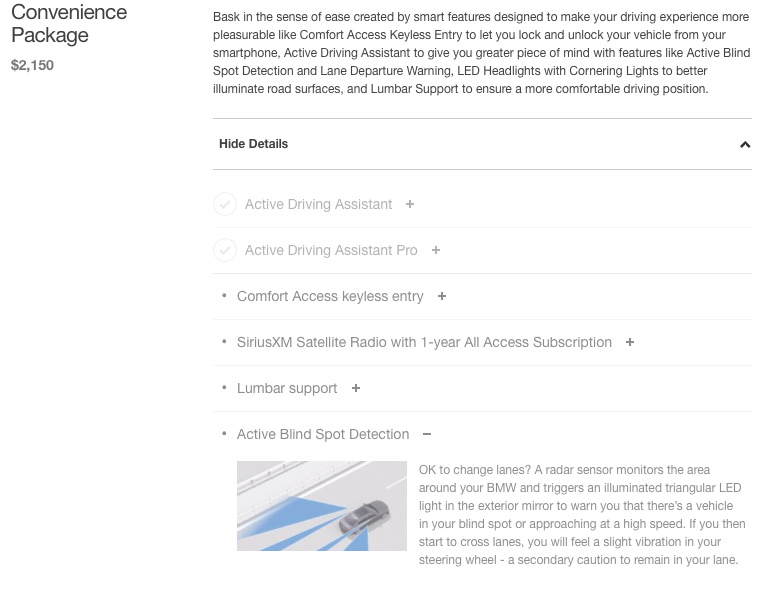 Convenience
Package
$2,150
Bask in the sense of ease created by smart features designed to make your driving experience more
pleasurable like Comfort Access Keyless Entry to let you lock and unlock your vehicle from your
smartphone, Active Driving Assistant to give you greater piece of mind with features like Active Blind
Spot Detection and Lane Departure Warning, LED Headlights with Cornering Lights to better
illuminate road surfaces, and Lumbar Support to ensure a more comfortable driving position.
Hide Details
Active Driving Assistant +
Active Driving Assistant Pro +
• Comfort Access keyless entry +
• SiriusXM Satellite Radio with 1-year All Access Subscription +
• Lumbar support +
• Active Blind Spot Detection −
OK to change lanes? A radar sensor monitors the area
around your BMW and triggers an illuminated triangular LED
light in the exterior mirror to warn you that there's a vehicle
in your blind spot or approaching at a high speed. If you then
start to cross lanes, you will feel a slight vibration in your
steering wheel - a secondary caution to remain in your lane.